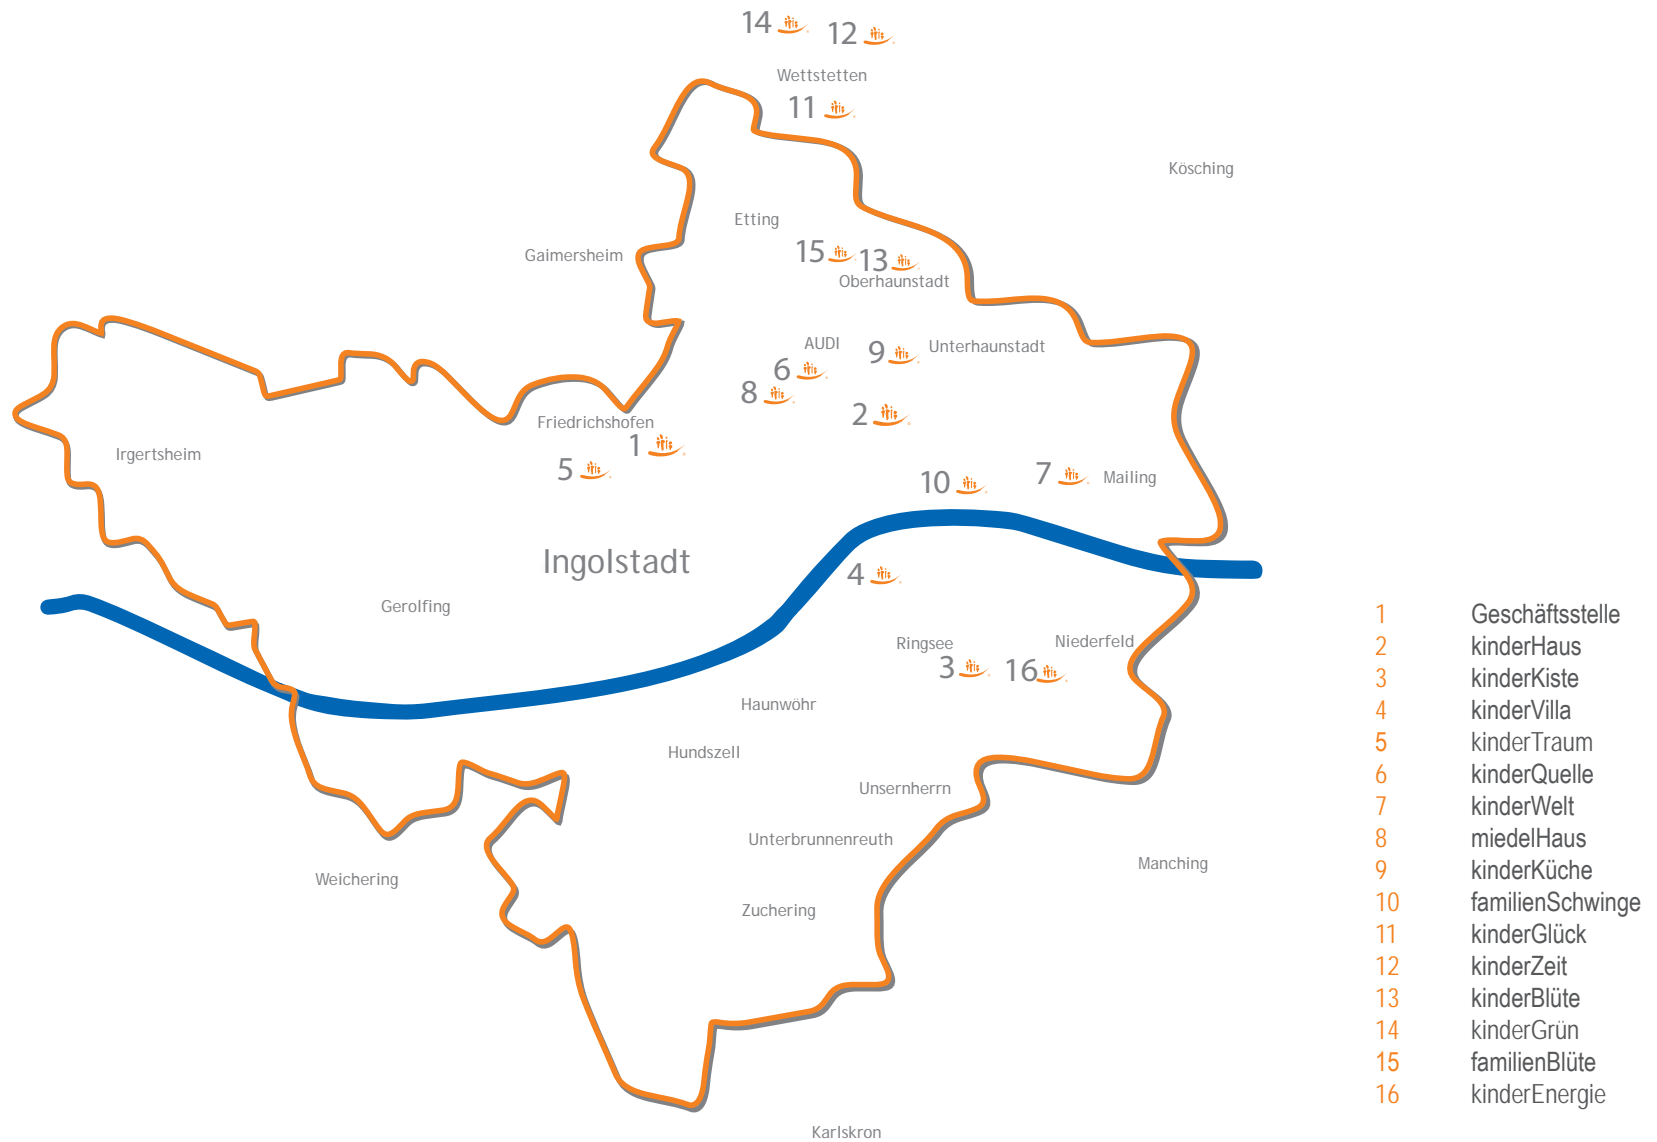 14 12
Wettstetten
11
Kösching
Etting
15 13
Gaimersheim
Oberhaunstadt
AUDI
9 Unterhaunstadt
6
8
2
Friedrichshofen
1
Irgertsheim
5
10
7 Mailing
Ingolstadt
4
Gerolfing
Ringsee
Niederfeld
3
16
Haunwöhr
Hundszell
Unsernherrn
Unterbrunnenreuth
Manching
Weichering
Zuchering
Karlskron
1 Geschäftsstelle
2 kinderHaus
3 kinderKiste
4 kinderVilla
5 kinderTraum
6 kinderQuelle
7 kinderWelt
8 miedelHaus
9 kinderKüche
10 familienSchwinge
11 kinderGlück
12 kinderZeit
13 kinderBlüte
14 kinderGrün
15 familienBlüte
16 kinderEnergie